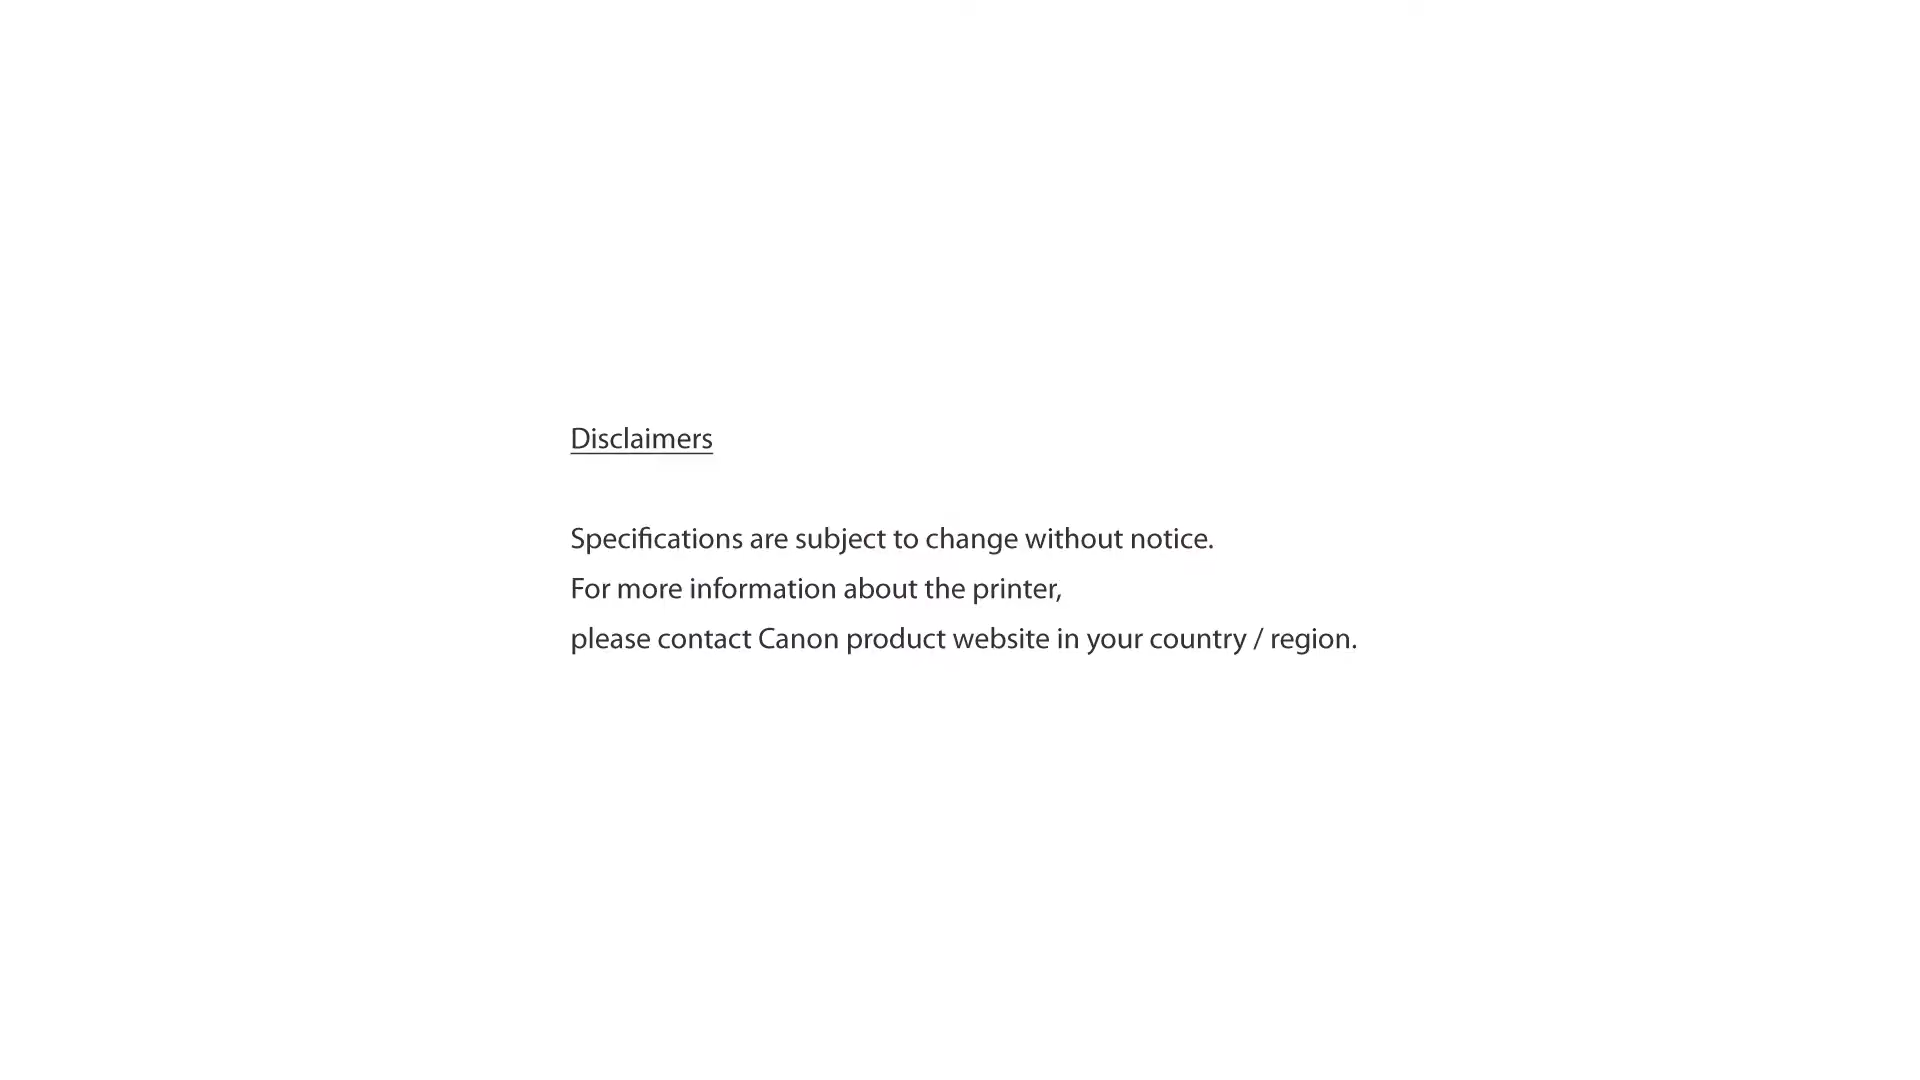 Disclaimers
Specifications are subject to change without notice.
For more information about the printer,
please contact Canon product website in your country / region.